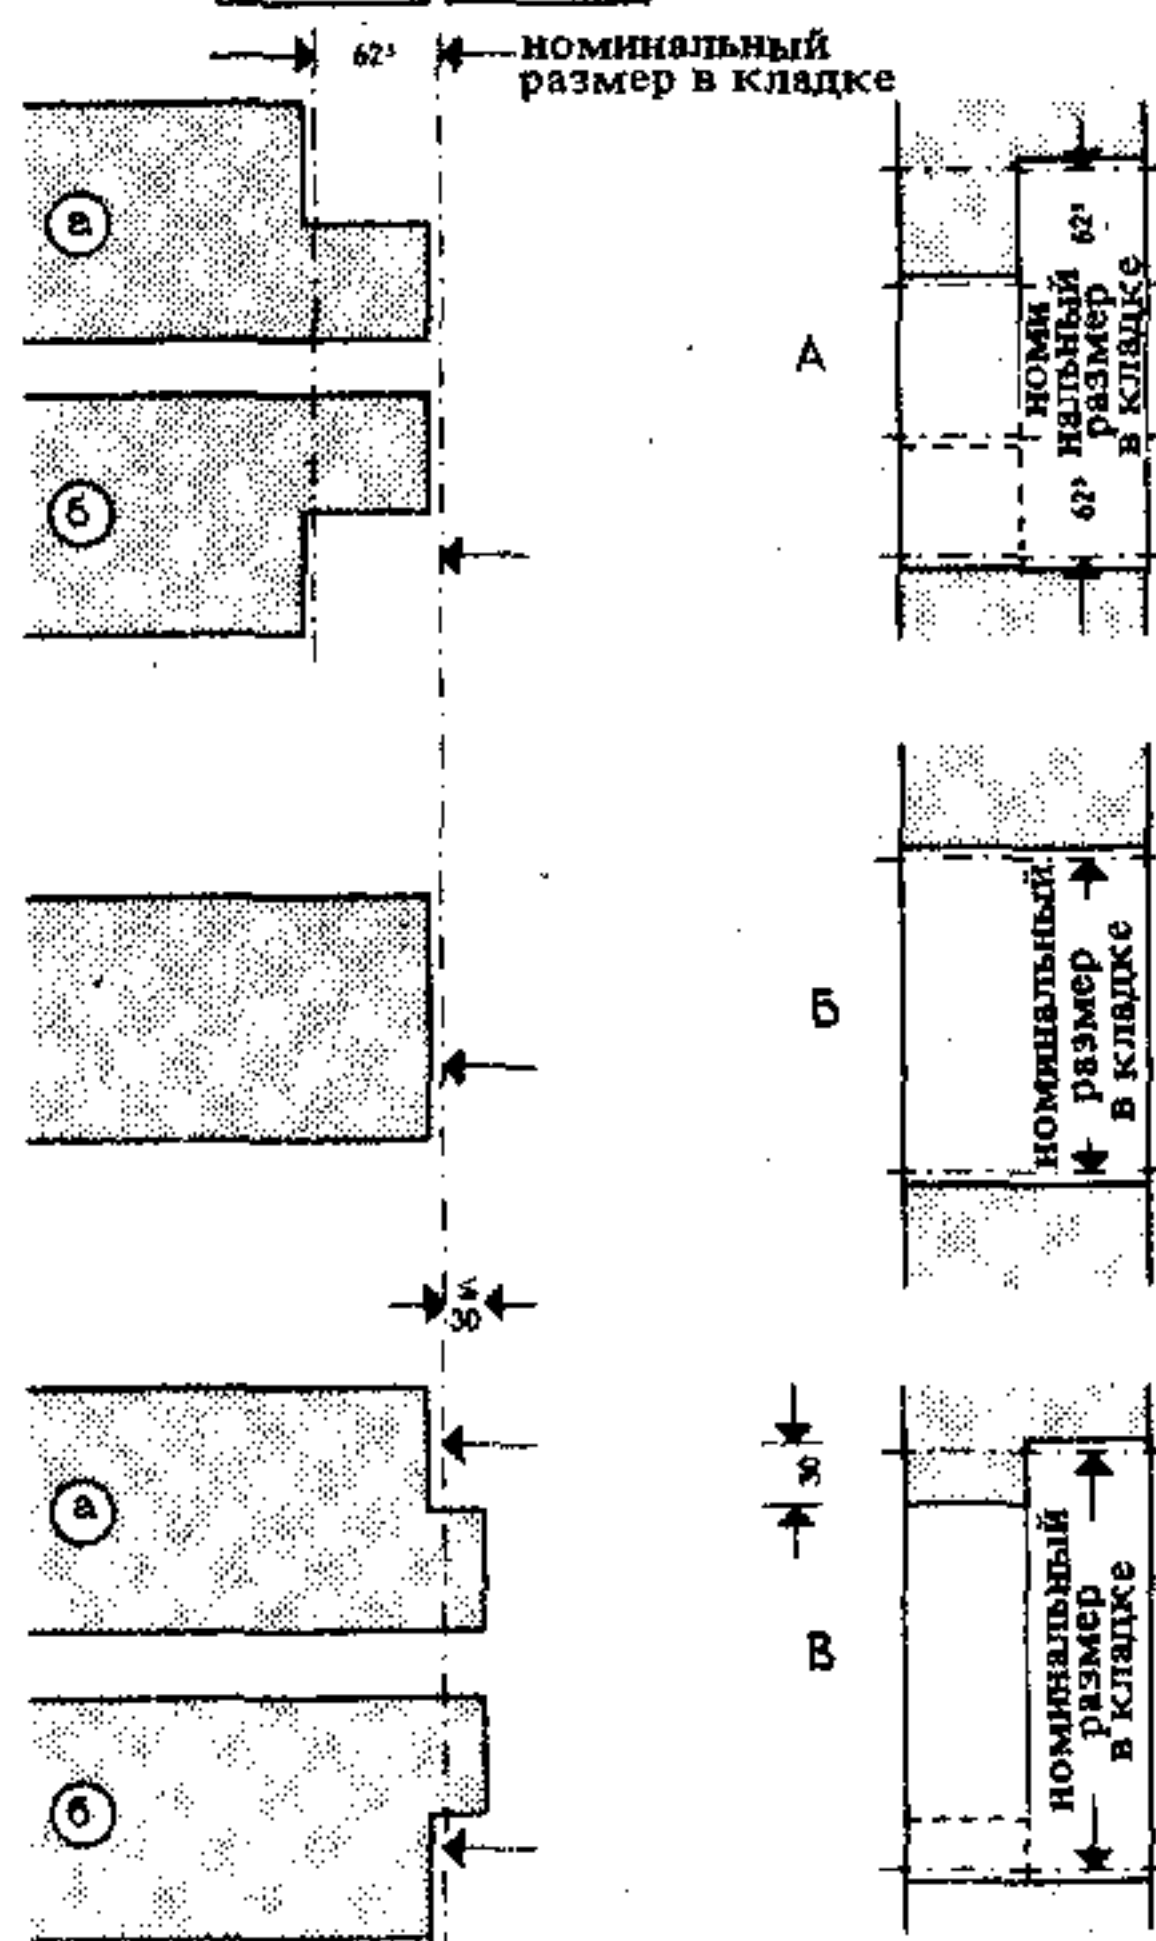 62⁵
номинальный
размер в кладке
а
б
А
62⁵
номи
нальный
размер
в кладке
62⁵
Б
номинальный
размер
в кладке
≤
30
а
б
30
В
номинальный
размер
в кладке